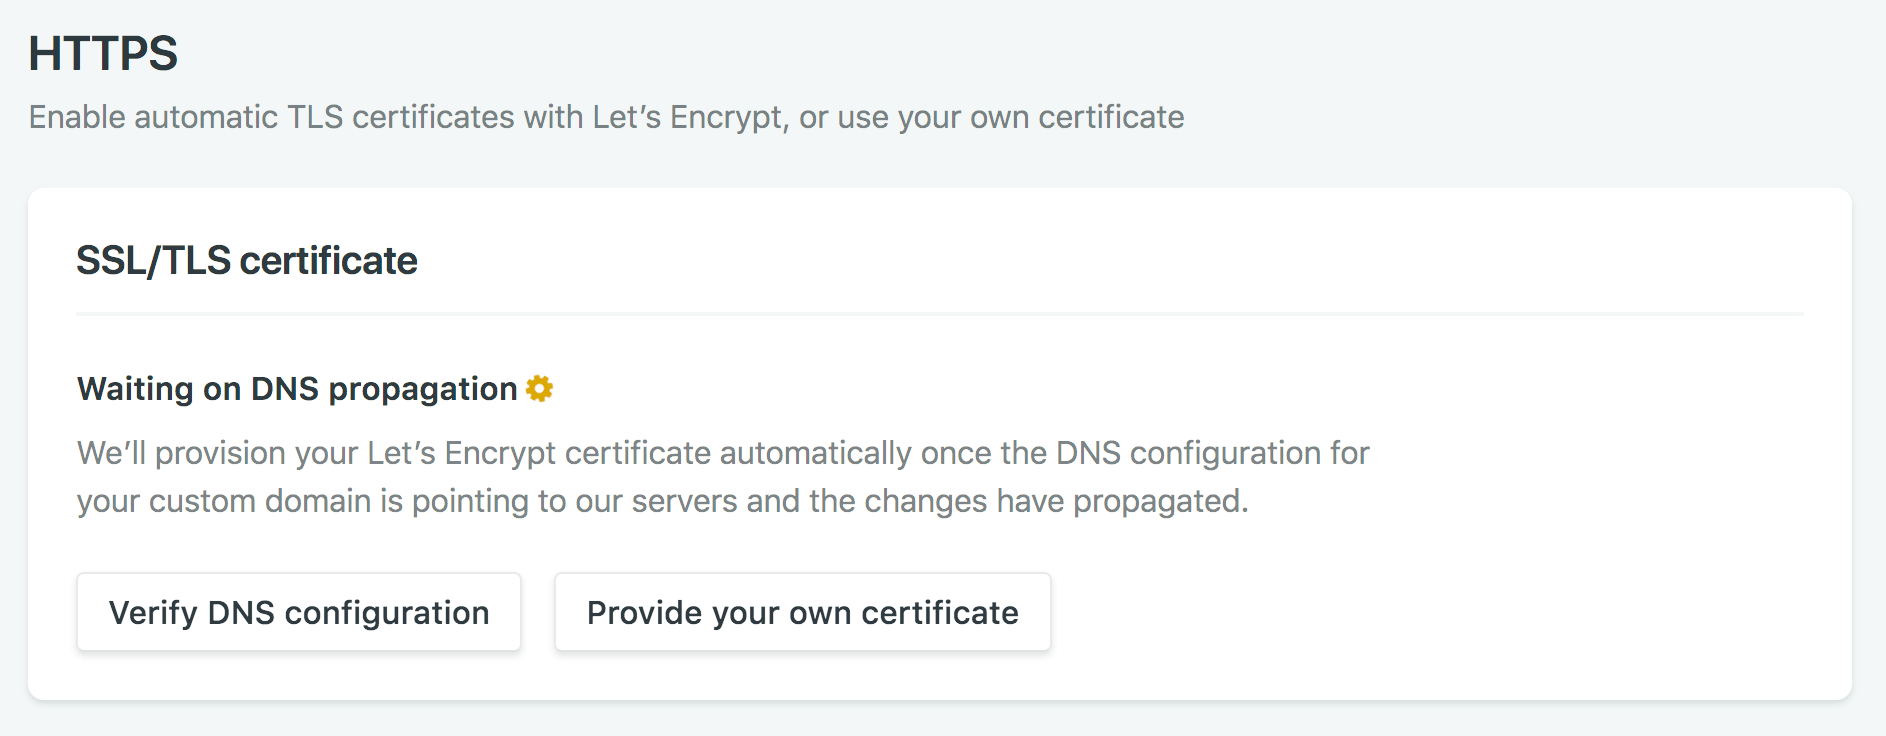 HTTPS
Enable automatic TLS certificates with Let’s Encrypt, or use your own certificate
SSL/TLS certificate
Waiting on DNS propagation
We’ll provision your Let’s Encrypt certificate automatically once the DNS configuration for
your custom domain is pointing to our servers and the changes have propagated.
Verify DNS configuration
Provide your own certificate